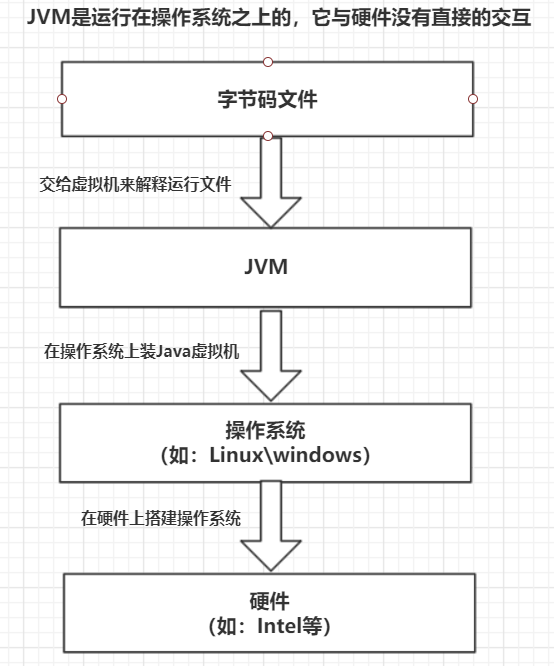 JVM是运行在操作系统之上的，它与硬件没有直接的交互
字节码文件
交给虚拟机来解释运行文件
JVM
在操作系统上装Java虚拟机
操作系统
（如：Linux\windows）
在硬件上搭建操作系统
硬件
（如：Intel等）